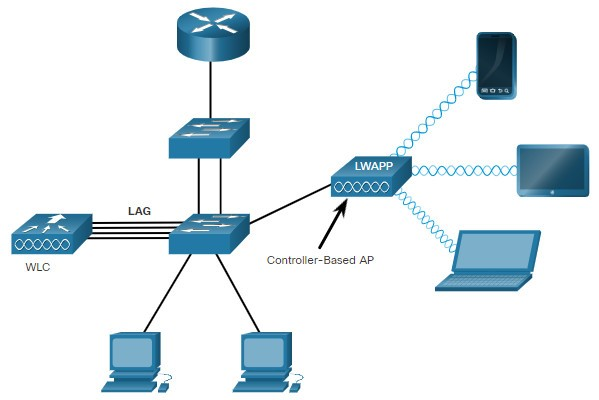 LWAPP
LAG
WLC
Controller-Based AP